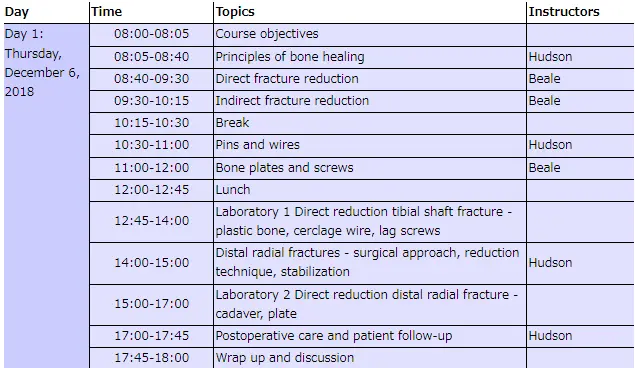 Day Time Topics Instructors
Day 1:
Thursday,
December 6,
2018
08:00-08:05 Course objectives
08:05-08:40 Principles of bone healing Hudson
08:40-09:30 Direct fracture reduction Beale
09:30-10:15 Indirect fracture reduction Beale
10:15-10:30 Break
10:30-11:00 Pins and wires Hudson
11:00-12:00 Bone plates and screws Beale
12:00-12:45 Lunch
12:45-14:00 Laboratory 1 Direct reduction tibial shaft fracture -
plastic bone, cerclage wire, lag screws
14:00-15:00 Distal radial fractures - surgical approach, reduction
technique, stabilization Hudson
15:00-17:00 Laboratory 2 Direct reduction distal radial fracture -
cadaver, plate
17:00-17:45 Postoperative care and patient follow-up Hudson
17:45-18:00 Wrap up and discussion